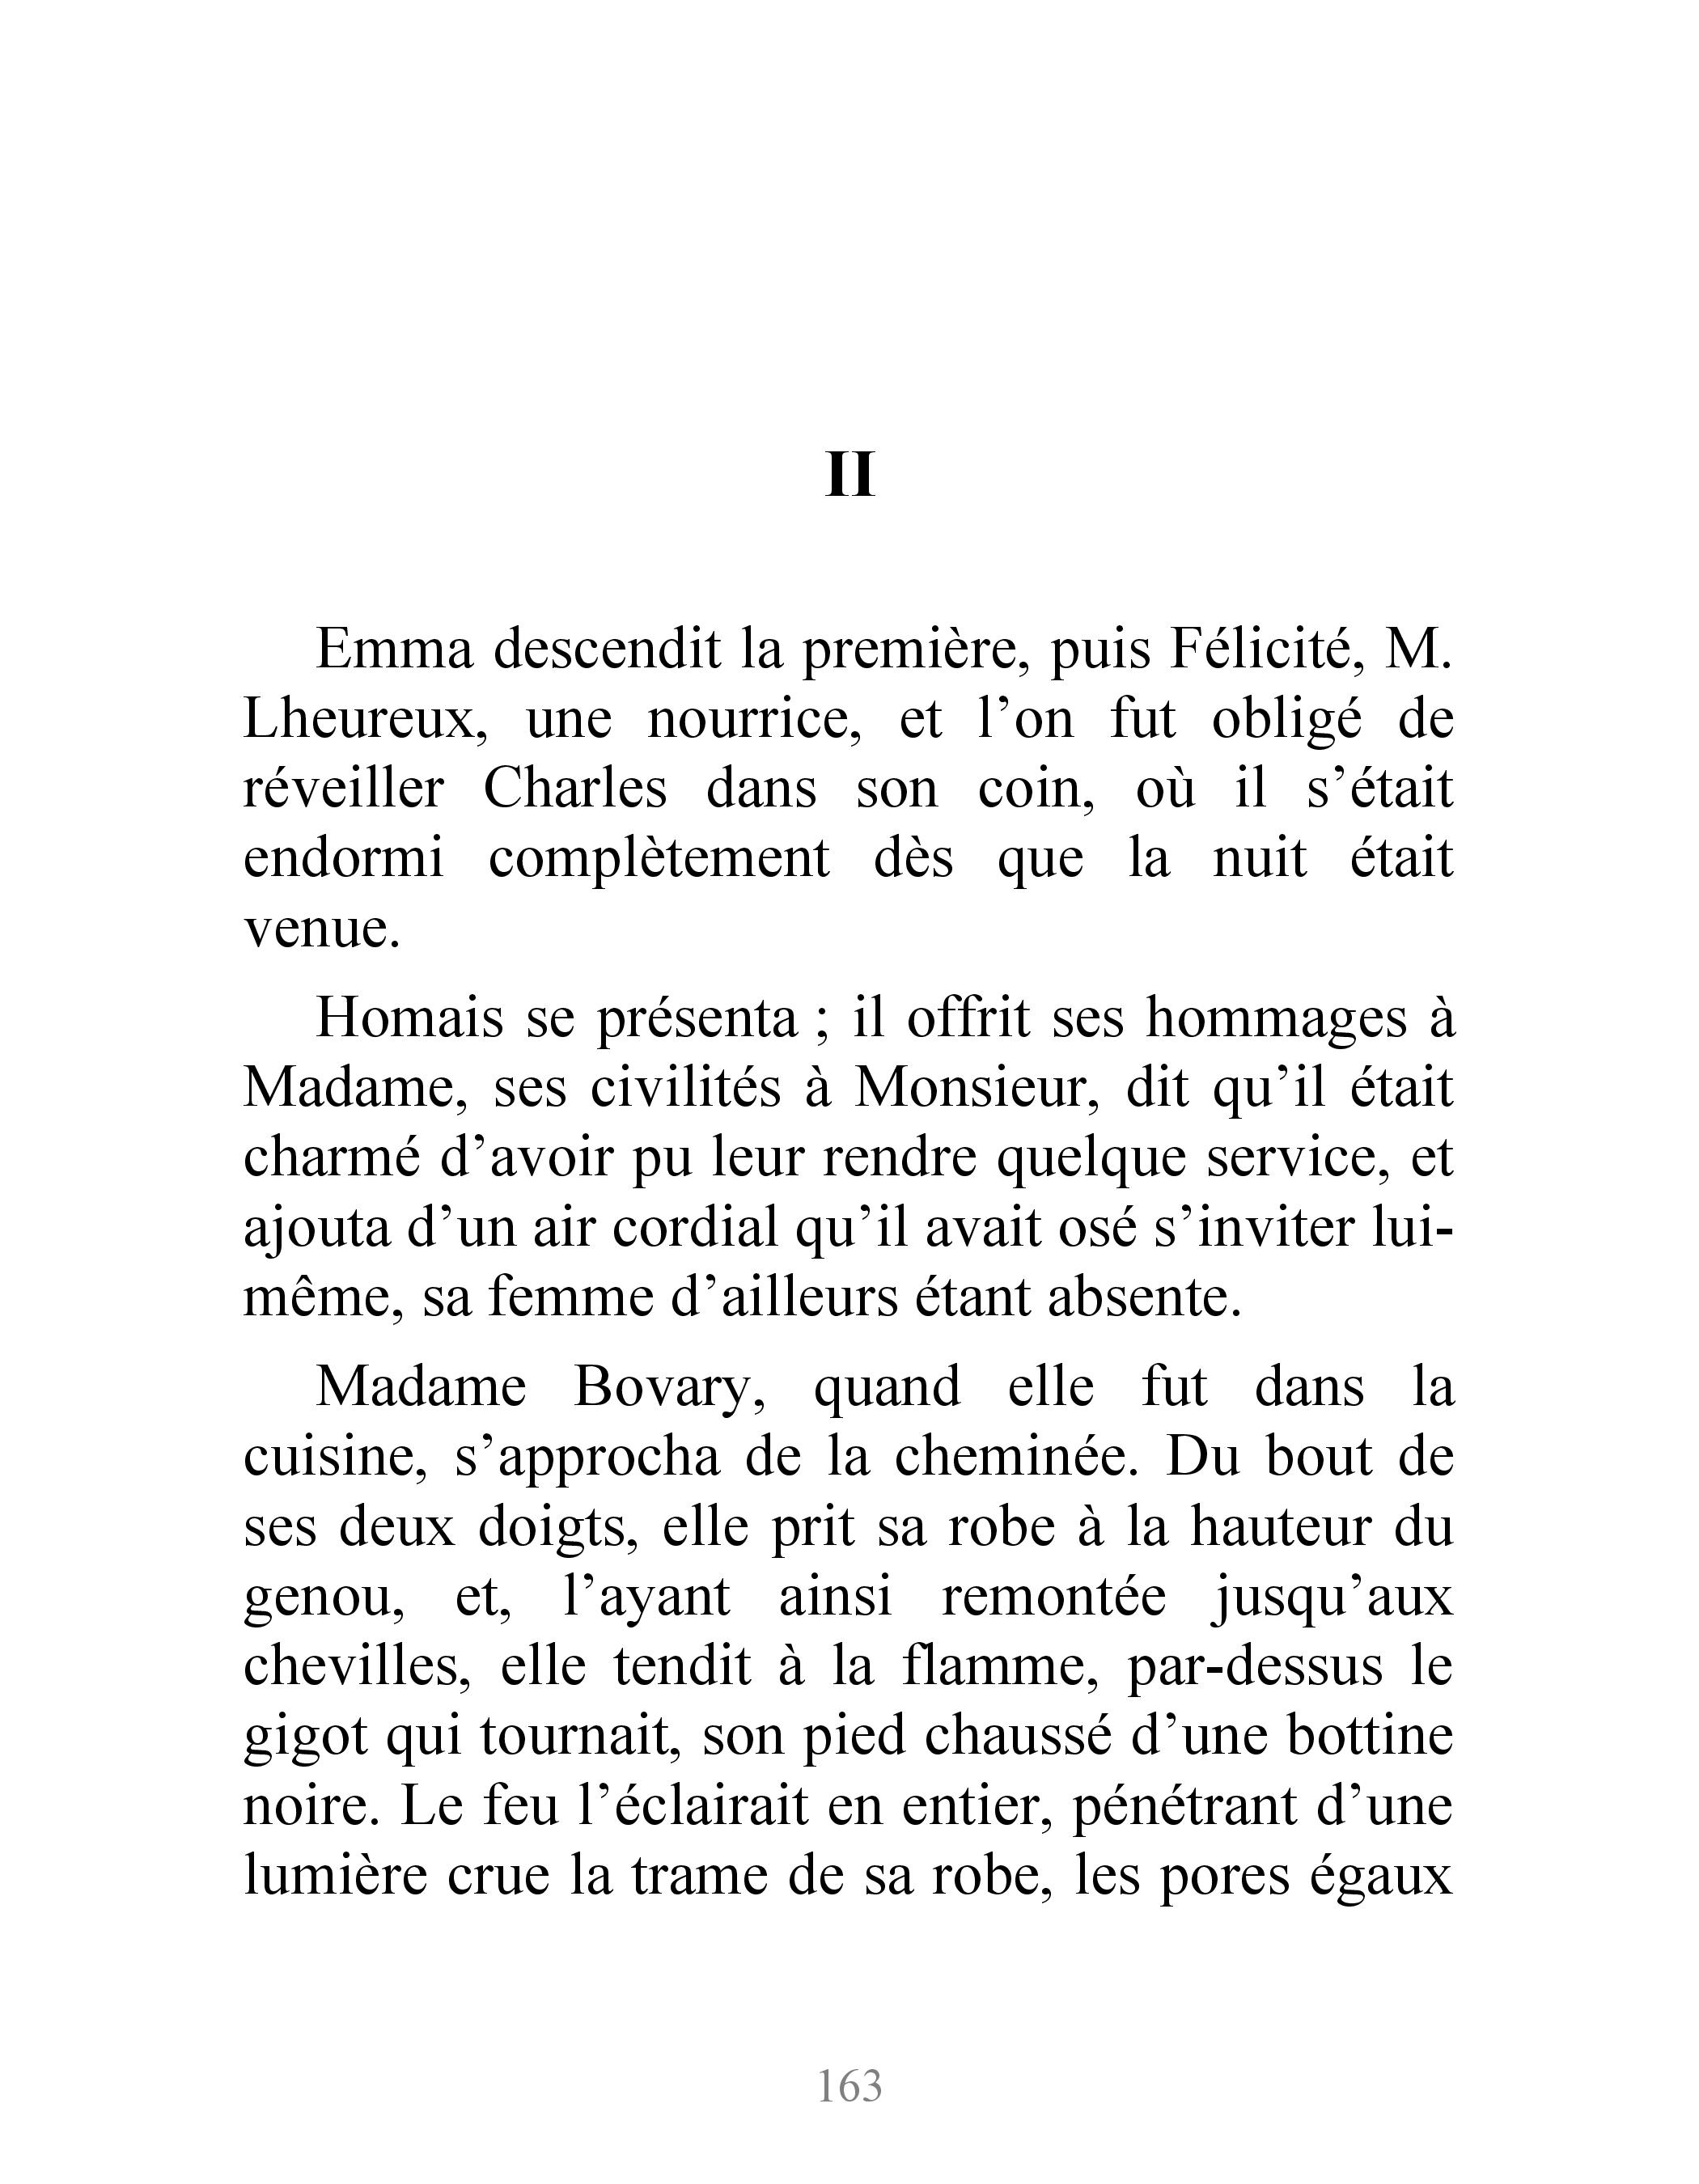 II
Emma descendit la première, puis Félicité, M.
Lheureux, une nourrice, et l’on fut obligé de
réveiller Charles dans son coin, où il s’était
endormi complètement dès que la nuit était
venue.
Homais se présenta ; il offrit ses hommages à
Madame, ses civilités à Monsieur, dit qu’il était
charmé d’avoir pu leur rendre quelque service, et
ajouta d’un air cordial qu’il avait osé s’inviter lui-
même, sa femme d’ailleurs étant absente.
Madame Bovary, quand elle fut dans la
cuisine, s’approcha de la cheminée. Du bout de
ses deux doigts, elle prit sa robe à la hauteur du
genou, et, l’ayant ainsi remontée jusqu’aux
chevilles, elle tendit à la flamme, par-dessus le
gigot qui tournait, son pied chaussé d’une bottine
noire. Le feu l’éclairait en entier, pénétrant d’une
lumière crue la trame de sa robe, les pores égaux
163